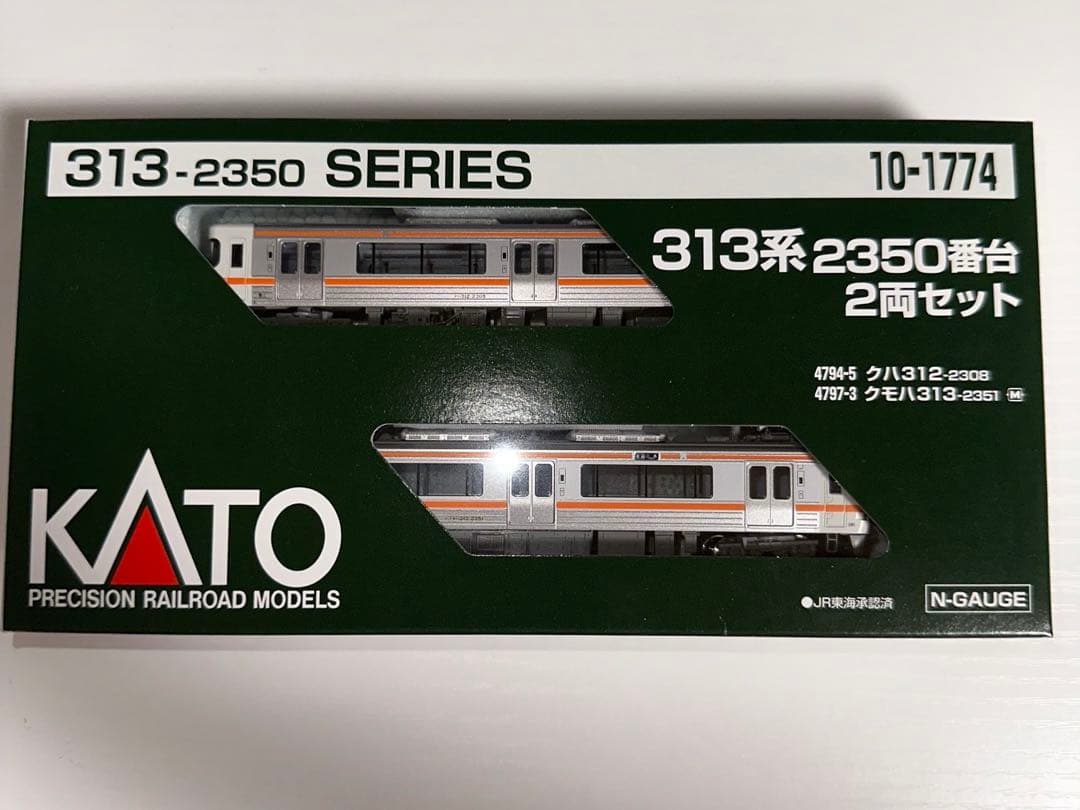 313-2350 SERIES
10-1774
313系2350番台
2両セット
4794-5 クハ312-2308
4797-3 クモハ313-2351 M
KATO
PRECISION RAILROAD MODELS
●JR東海承認済
N-GAUGE